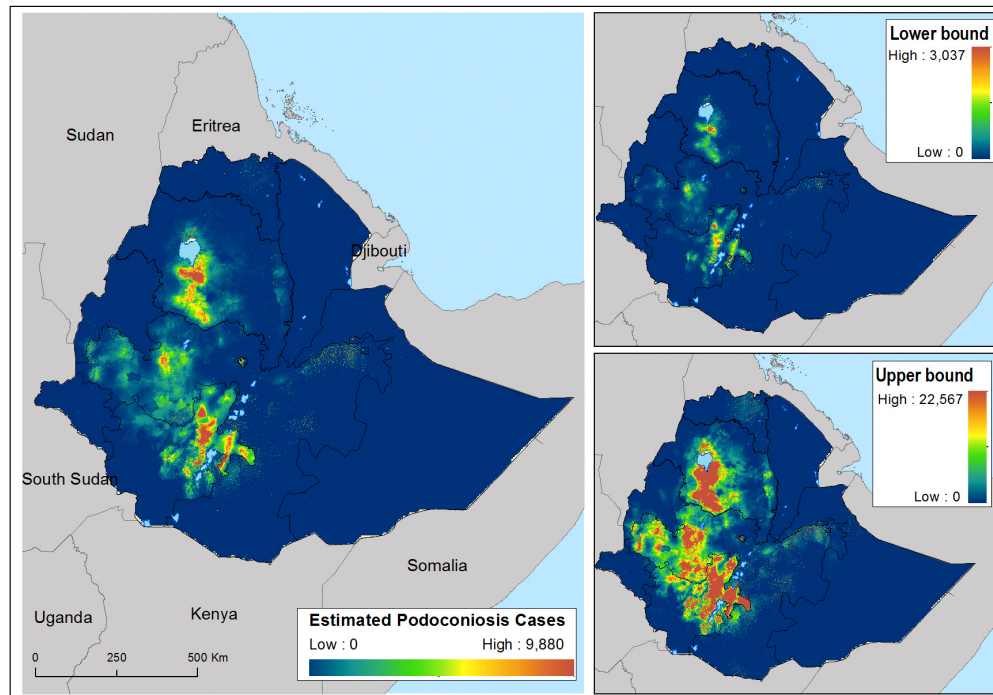 Sudan
Eritrea
Djibouti
South Sudan
Somalia
Uganda
Kenya
Estimated Podoconiosis Cases
Low : 0 High : 9,880
0 250 500 Km
Lower bound
High : 3,037
Low : 0
Upper bound
High : 22,567
Low : 0